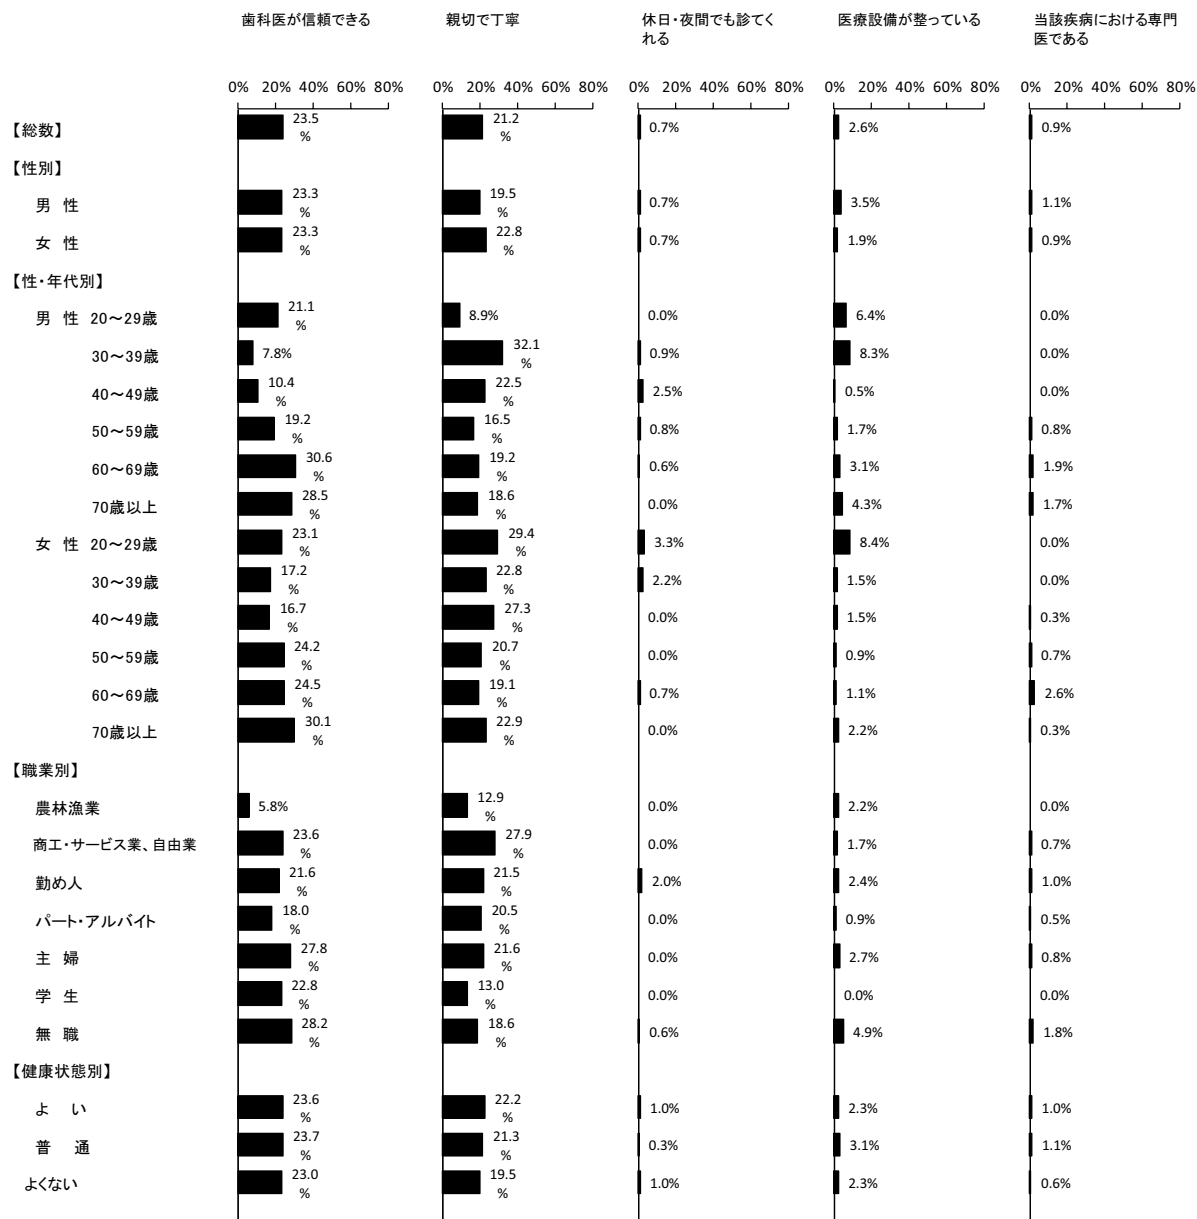 歯科医が信頼できる 親切で丁寧 休日・夜間でも診てくれる 医療設備が整っている 当該疾病における専門医である
0% 20% 40% 60% 80% 0% 20% 40% 60% 80% 0% 20% 40% 60% 80% 0% 20% 40% 60% 80% 0% 20% 40% 60% 80%
【総数】 23.5% 21.2% 0.7% 2.6% 0.9%
【性別】
男 性 23.3% 19.5% 0.7% 3.5% 1.1%
女 性 23.3% 22.8% 0.7% 1.9% 0.9%
【性・年代別】
男 性 20～29歳 21.1% 8.9% 0.0% 6.4% 0.0%
30～39歳 7.8% 32.1% 0.9% 8.3% 0.0%
40～49歳 10.4% 22.5% 2.5% 0.5% 0.0%
50～59歳 19.2% 16.5% 0.8% 1.7% 0.8%
60～69歳 30.6% 19.2% 0.6% 3.1% 1.9%
70歳以上 28.5% 18.6% 0.0% 4.3% 1.7%
女 性 20～29歳 23.1% 29.4% 3.3% 8.4% 0.0%
30～39歳 17.2% 22.8% 2.2% 1.5% 0.0%
40～49歳 16.7% 27.3% 0.0% 1.5% 0.3%
50～59歳 24.2% 20.7% 0.0% 0.9% 0.7%
60～69歳 24.5% 19.1% 0.7% 1.1% 2.6%
70歳以上 30.1% 22.9% 0.0% 2.2% 0.3%
【職業別】
農林漁業 5.8% 12.9% 0.0% 2.2% 0.0%
商工・サービス業、自由業 23.6% 27.9% 0.0% 1.7% 0.7%
勤め人 21.6% 21.5% 2.0% 2.4% 1.0%
パート・アルバイト 18.0% 20.5% 0.0% 0.9% 0.5%
主 婦 27.8% 21.6% 0.0% 2.7% 0.8%
学 生 22.8% 13.0% 0.0% 0.0% 0.0%
無 職 28.2% 18.6% 0.6% 4.9% 1.8%
【健康状態別】
よ い 23.6% 22.2% 1.0% 2.3% 1.0%
普 通 23.7% 21.3% 0.3% 3.1% 1.1%
よくない 23.0% 19.5% 1.0% 2.3% 0.6%